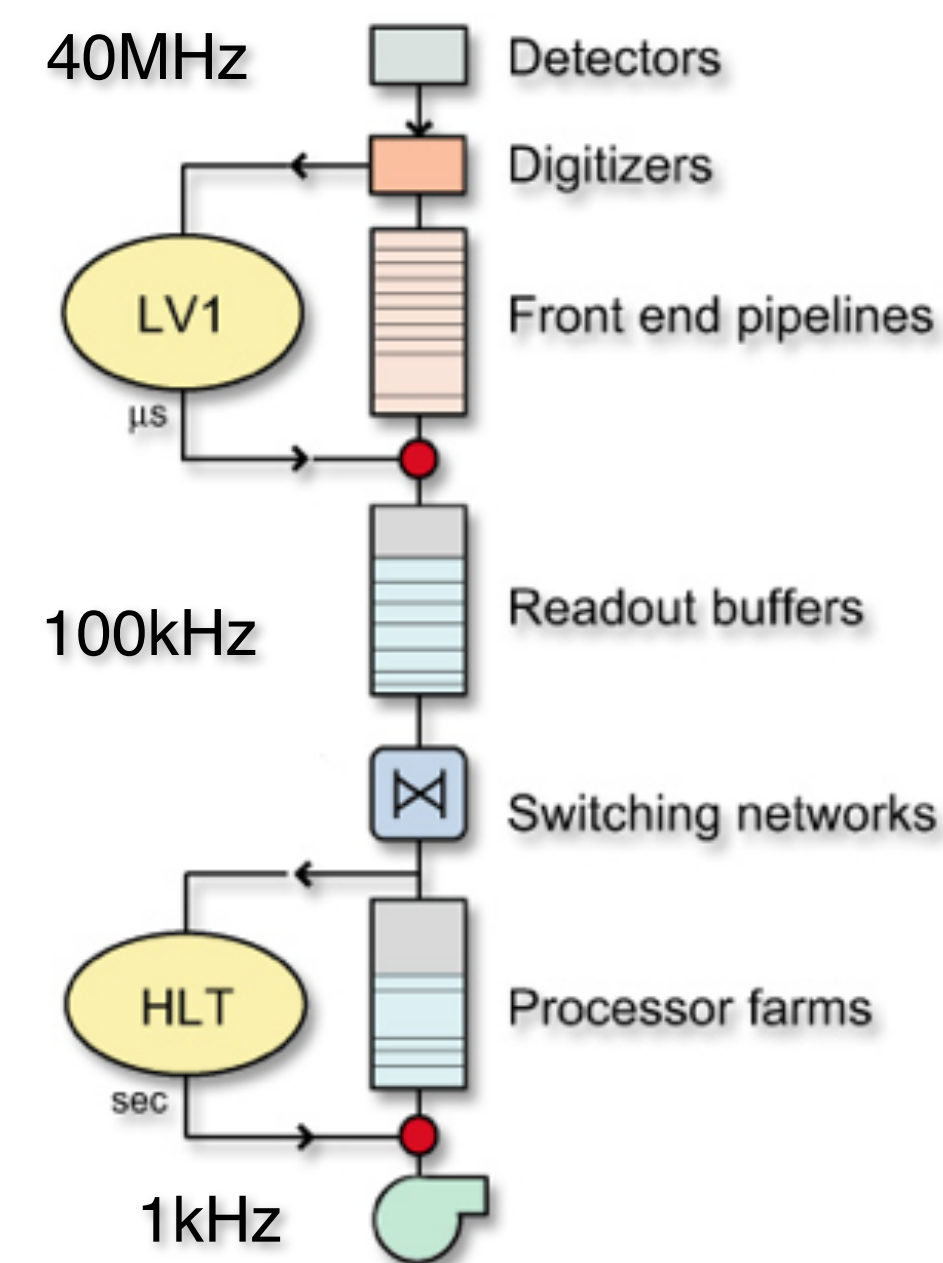 40MHz
Detectors
Digitizers
LV1
Front end pipelines
µs
100kHz
Readout buffers
Switching networks
HLT
Processor farms
sec
1kHz